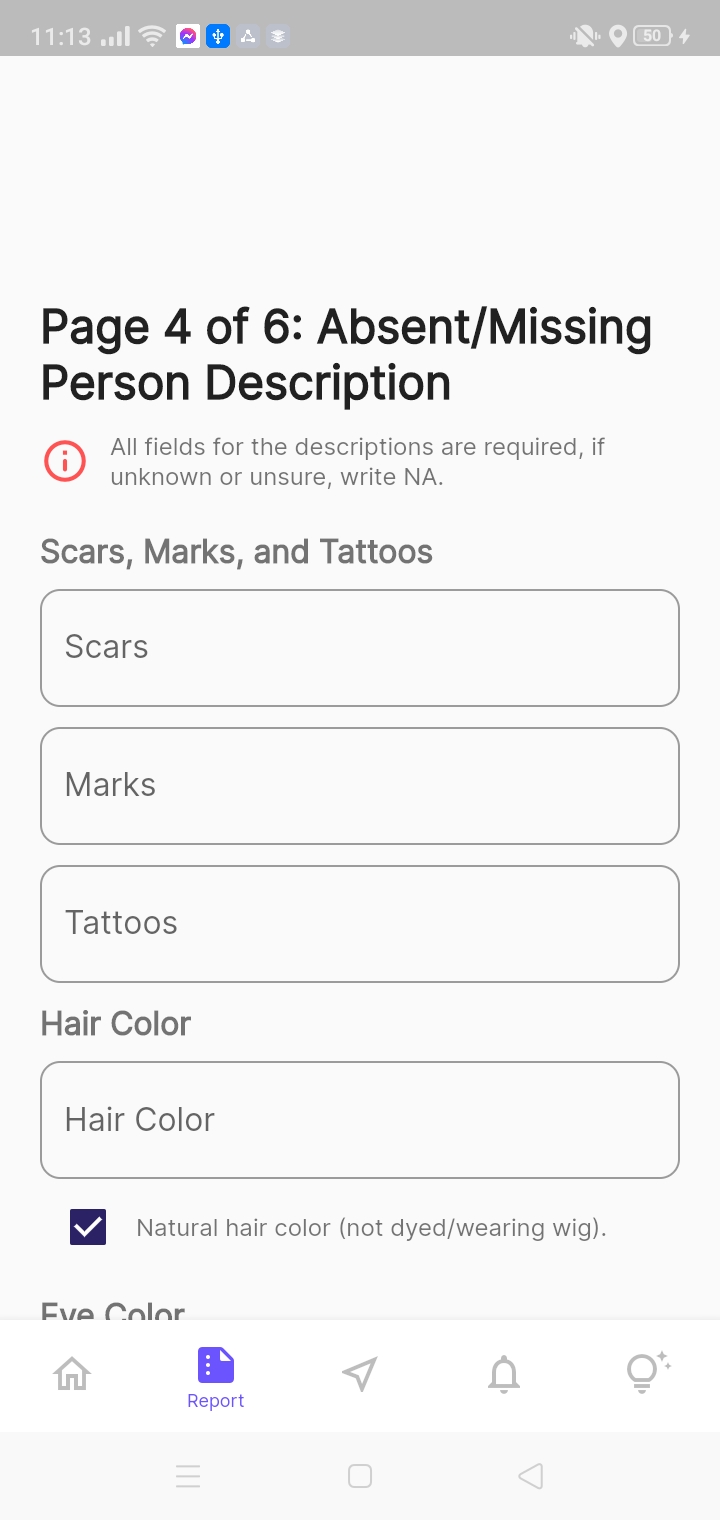 11:13
50
Page 4 of 6: Absent/Missing
Person Description
All fields for the descriptions are required, if
unknown or unsure, write NA.
Scars, Marks, and Tattoos
Scars
Marks
Tattoos
Hair Color
Hair Color
Natural hair color (not dyed/wearing wig).
Eye Color
Report